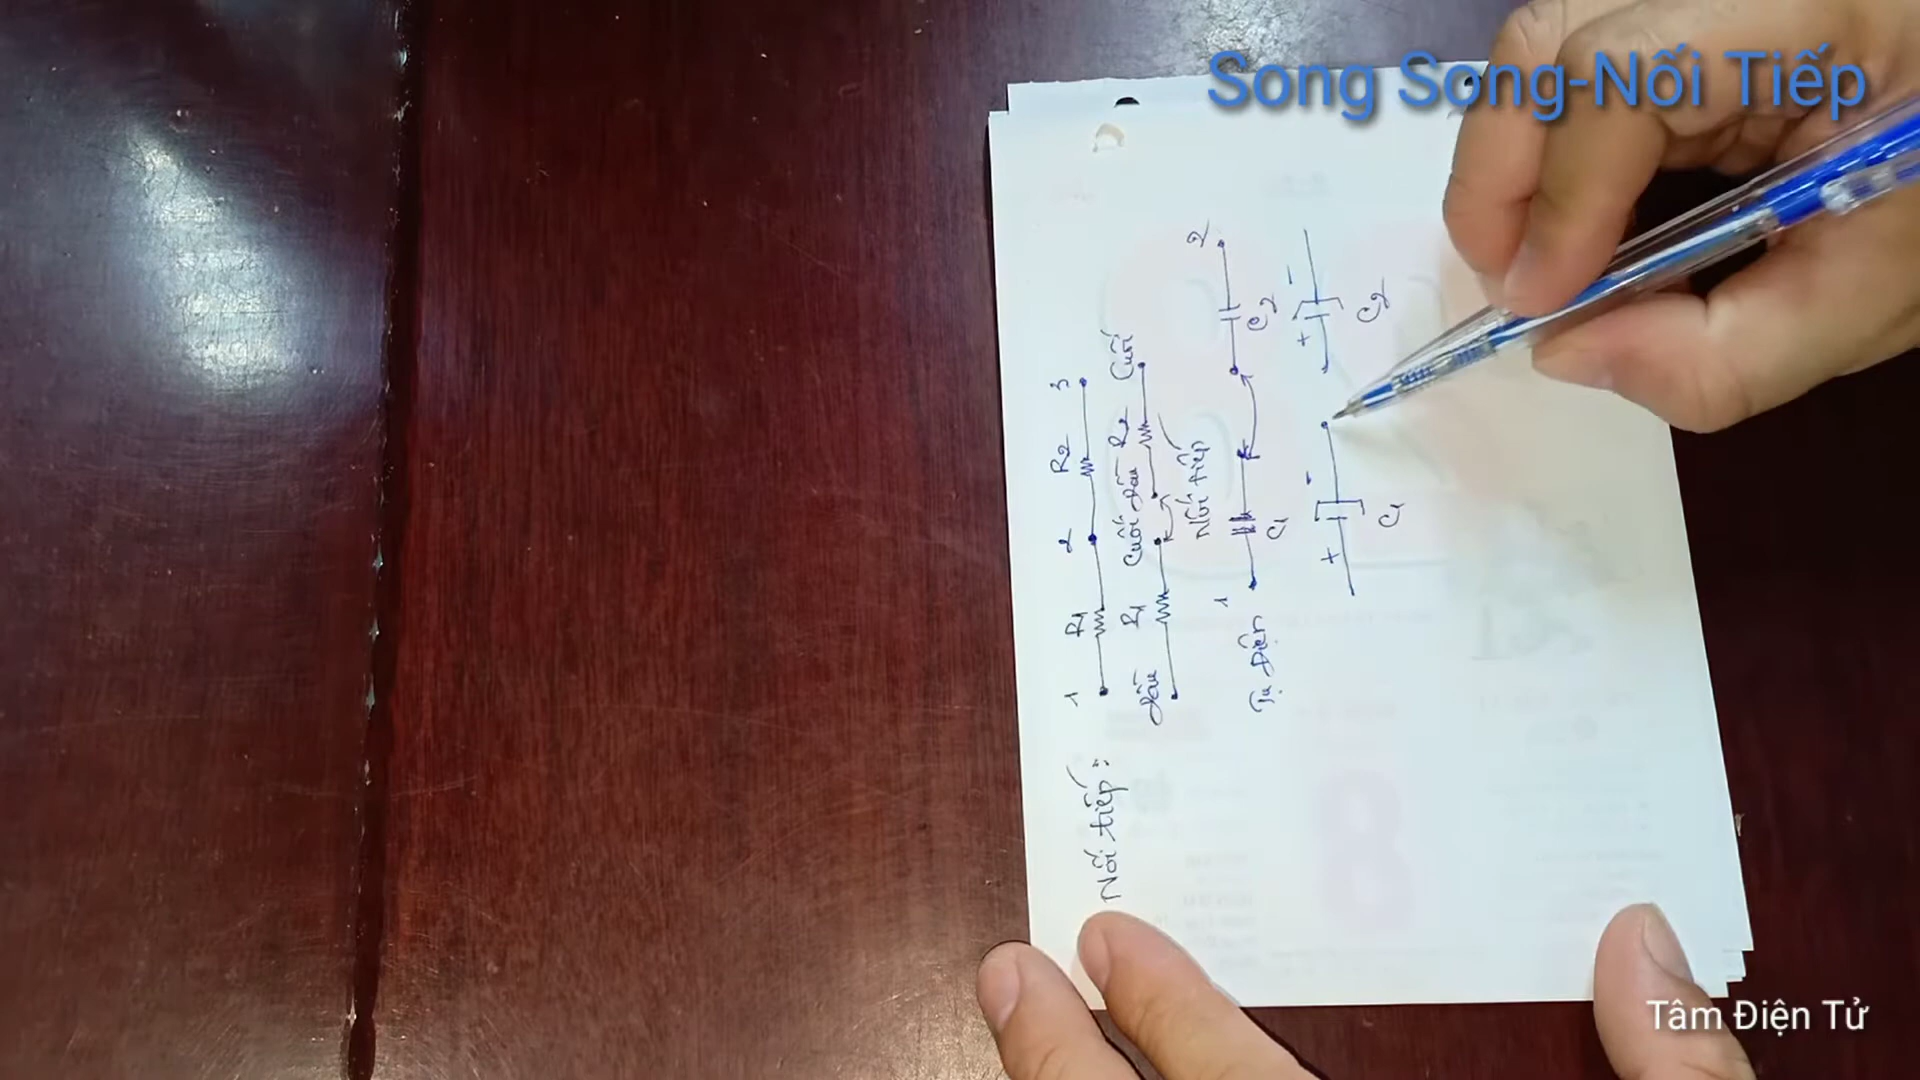 Song Song-Nối Tiếp
Nối tiếp:
1 R1 2 R2 3
Đầu R1 Cuối Đầu R2 Cuối
Nối tiếp
1 2
Tụ Điện C1 C2
+ - + -
C1 C2
Tâm Điện Tử